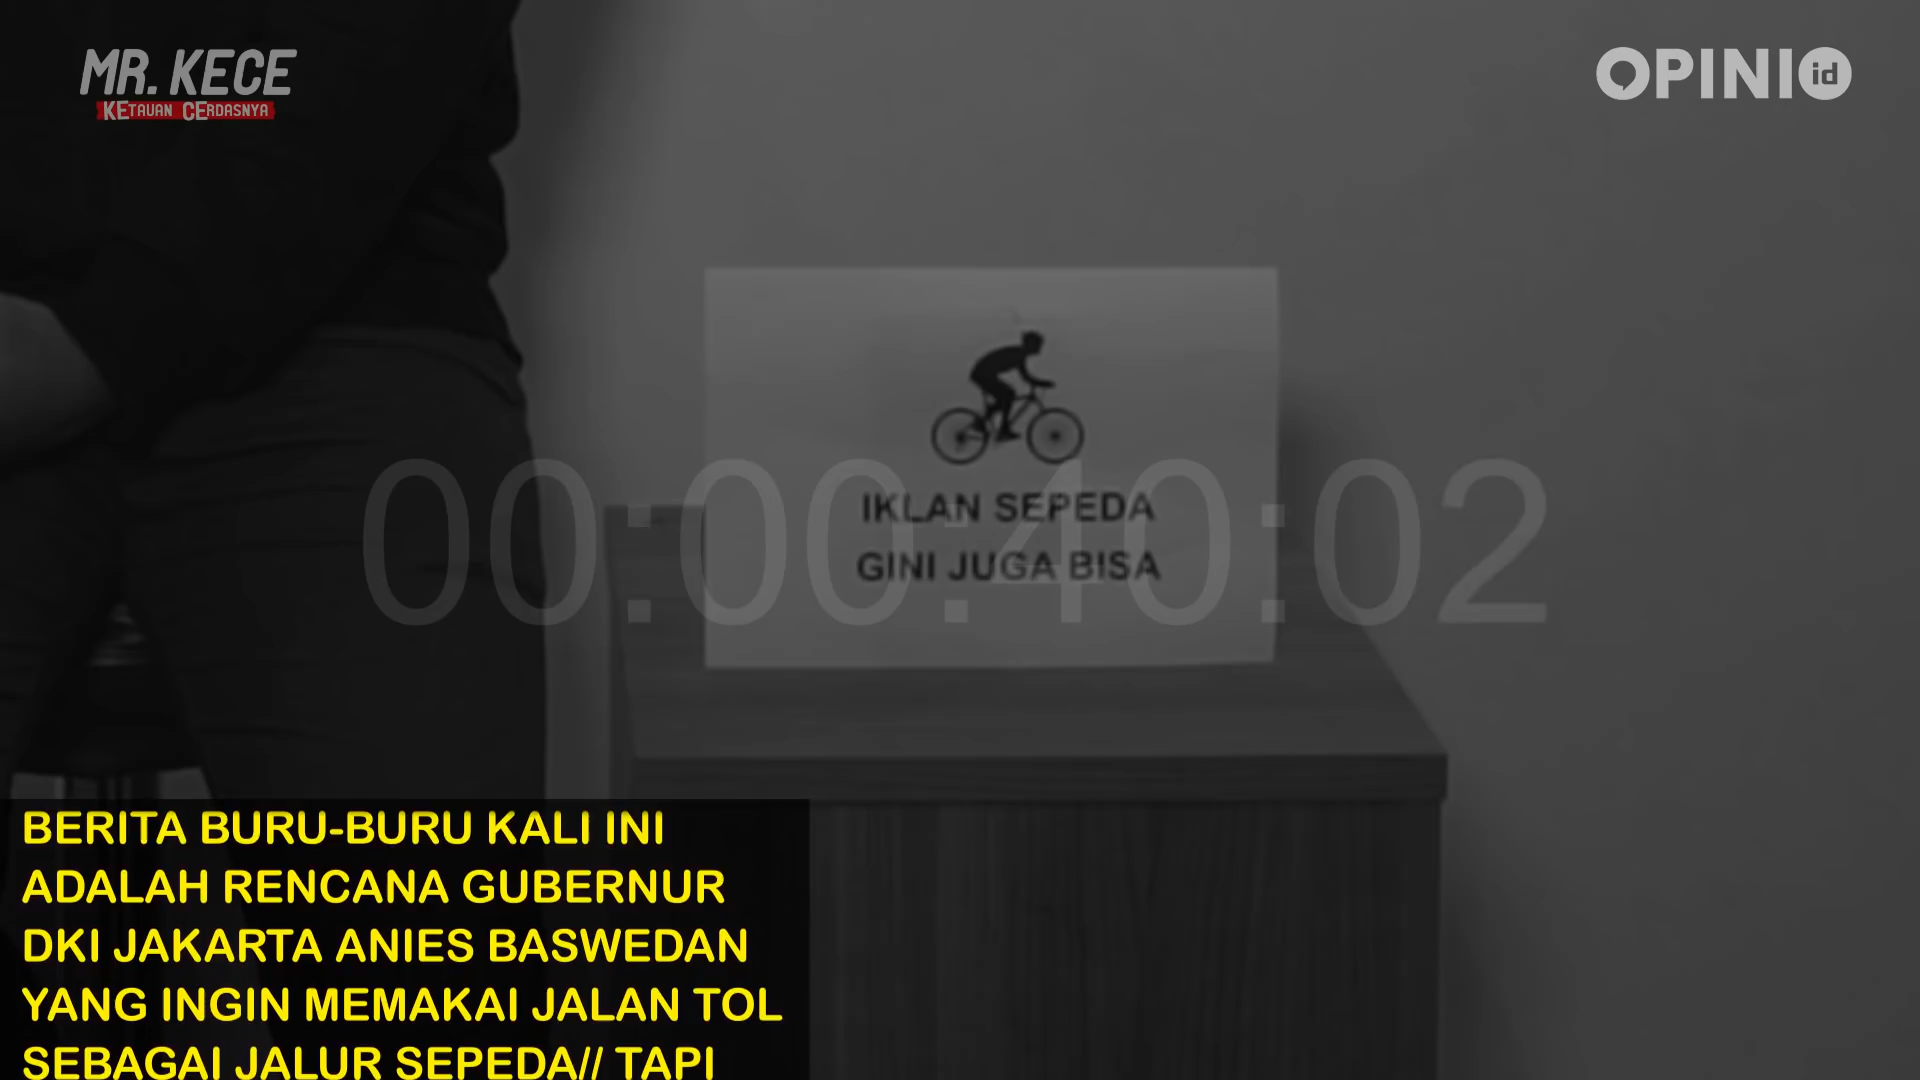 MR. KECE
KETAUAN CERDASNYA
OPINIO id
IKLAN SEPEDA
GINI JUGA BISA
00:00:40:02
BERITA BURU-BURU KALI INI
ADALAH RENCANA GUBERNUR
DKI JAKARTA ANIES BASWEDAN
YANG INGIN MEMAKAI JALAN TOL
SEBAGAI JALUR SEPEDA// TAPI